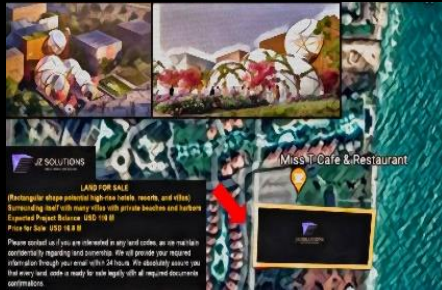 Miss T Cafe & Restaurant
JZ SOLUTIONS
LAND FOR SALE
(Rectangular shape potential high-rise hotels, resorts, and villas)
Surrounding itself with many villas with private beaches and harbors
Expected Project Balance USD 110 M
Price for Sale USD 16.8 M
Please contact us if you are interested in any land codes, as we maintain
confidentiality regarding land ownership. We will provide your required
information through your email within 24 hours. We absolutely assure you
that every land code is ready for sale legally with all required documents
confirmations.